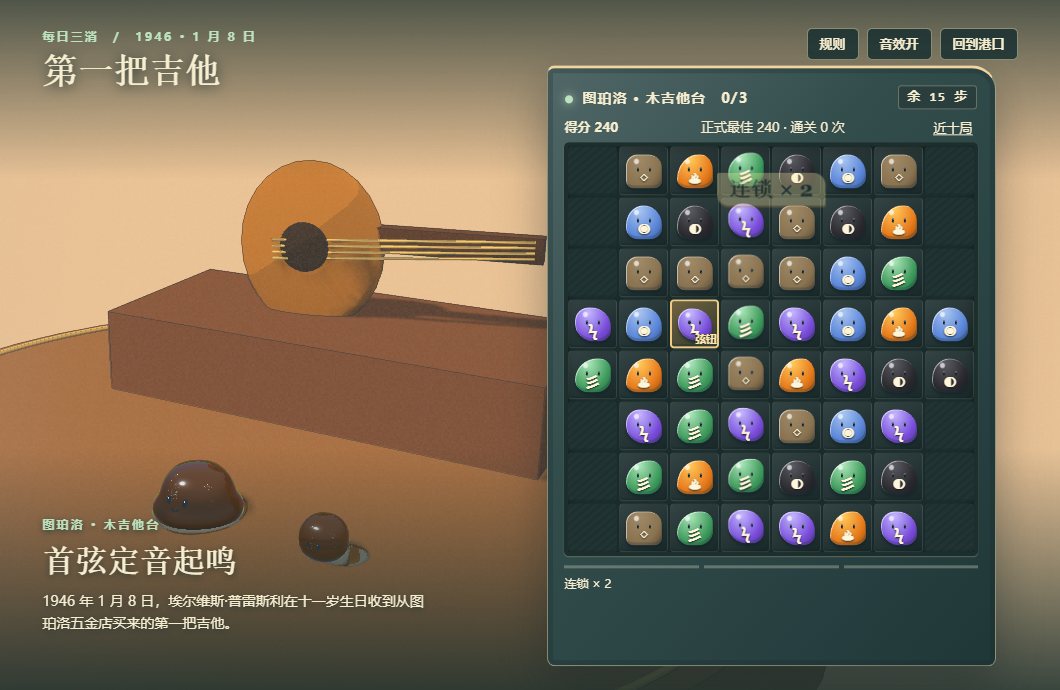 每日三消 / 1946 • 1 月 8 日
第一把吉他
规则
音效开
回到港口
图珀洛 • 木吉他台 0/3
余 15 步
得分 240
正式最佳 240 · 通关 0 次
近十局
连锁 × 2
弦钮
连锁 × 2
图珀洛 • 木吉他台
首弦定音起鸣
1946 年 1 月 8 日，埃尔维斯·普雷斯利在十一岁生日收到从图
珀洛五金店买来的第一把吉他。